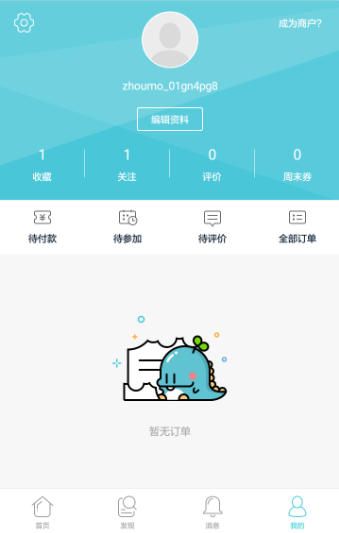 成为商户?
zhoumo_01gn4pg8
编辑资料
1 1 0 0
收藏 关注 评价 周末券
待付款 待参加 待评价 全部订单
暂无订单
首页 发现 消息 我的